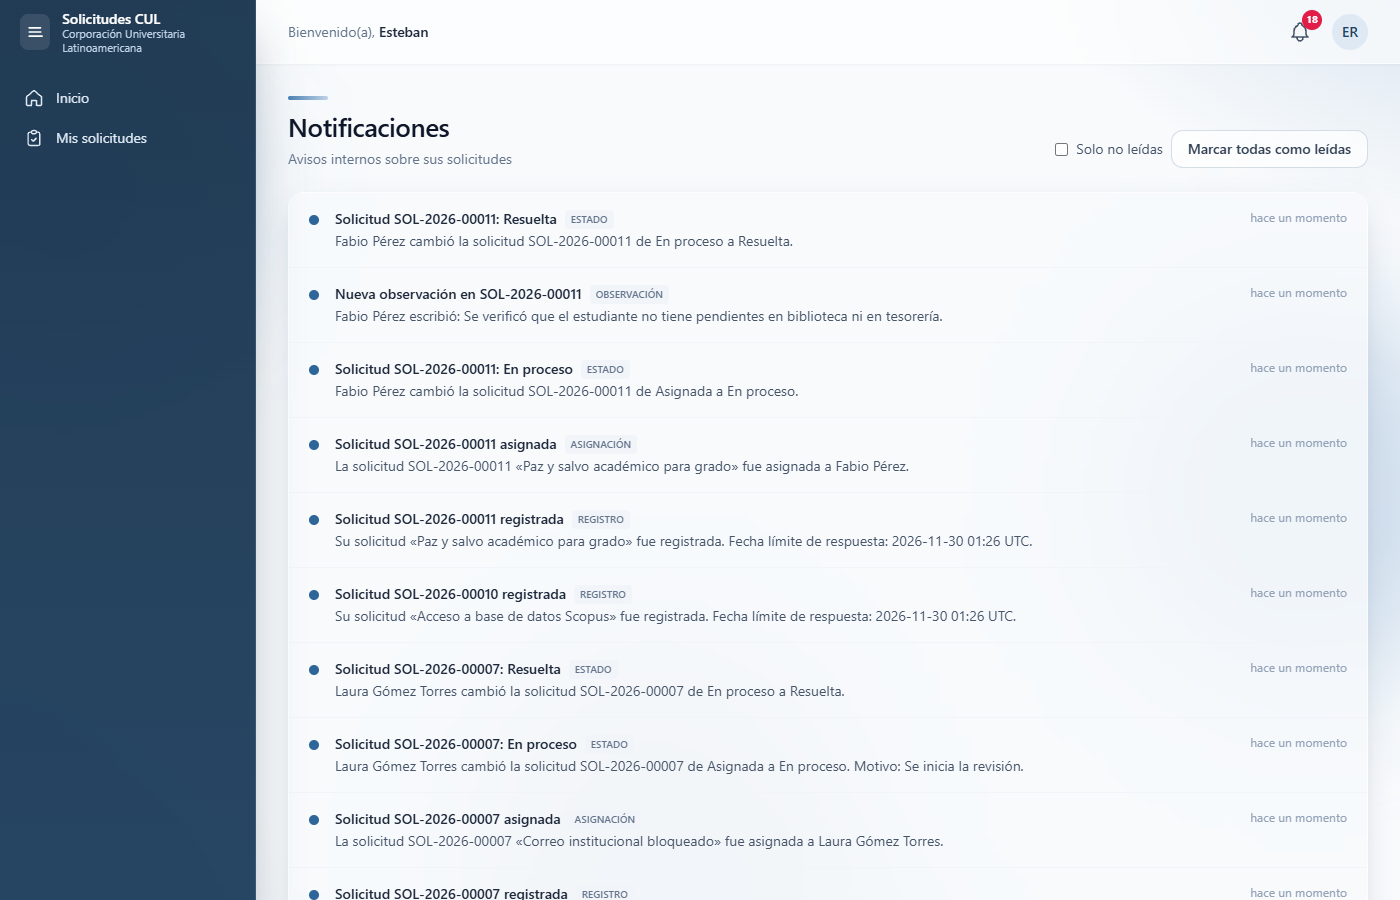 Solicitudes CUL
Corporación Universitaria
Latinoamericana
Inicio
Mis solicitudes
Bienvenido(a), Esteban
18
ER
Notificaciones
Avisos internos sobre sus solicitudes
Solo no leídas
Marcar todas como leídas
Solicitud SOL-2026-00011: Resuelta ESTADO hace un momento
Fabio Pérez cambió la solicitud SOL-2026-00011 de En proceso a Resuelta.
Nueva observación en SOL-2026-00011 OBSERVACIÓN hace un momento
Fabio Pérez escribió: Se verificó que el estudiante no tiene pendientes en biblioteca ni en tesorería.
Solicitud SOL-2026-00011: En proceso ESTADO hace un momento
Fabio Pérez cambió la solicitud SOL-2026-00011 de Asignada a En proceso.
Solicitud SOL-2026-00011 asignada ASIGNACIÓN hace un momento
La solicitud SOL-2026-00011 «Paz y salvo académico para grado» fue asignada a Fabio Pérez.
Solicitud SOL-2026-00011 registrada REGISTRO hace un momento
Su solicitud «Paz y salvo académico para grado» fue registrada. Fecha límite de respuesta: 2026-11-30 01:26 UTC.
Solicitud SOL-2026-00010 registrada REGISTRO hace un momento
Su solicitud «Acceso a base de datos Scopus» fue registrada. Fecha límite de respuesta: 2026-11-30 01:26 UTC.
Solicitud SOL-2026-00007: Resuelta ESTADO hace un momento
Laura Gómez Torres cambió la solicitud SOL-2026-00007 de En proceso a Resuelta.
Solicitud SOL-2026-00007: En proceso ESTADO hace un momento
Laura Gómez Torres cambió la solicitud SOL-2026-00007 de Asignada a En proceso. Motivo: Se inicia la revisión.
Solicitud SOL-2026-00007 asignada ASIGNACIÓN hace un momento
La solicitud SOL-2026-00007 «Correo institucional bloqueado» fue asignada a Laura Gómez Torres.
Solicitud SOL-2026-00007 registrada REGISTRO hace un momento